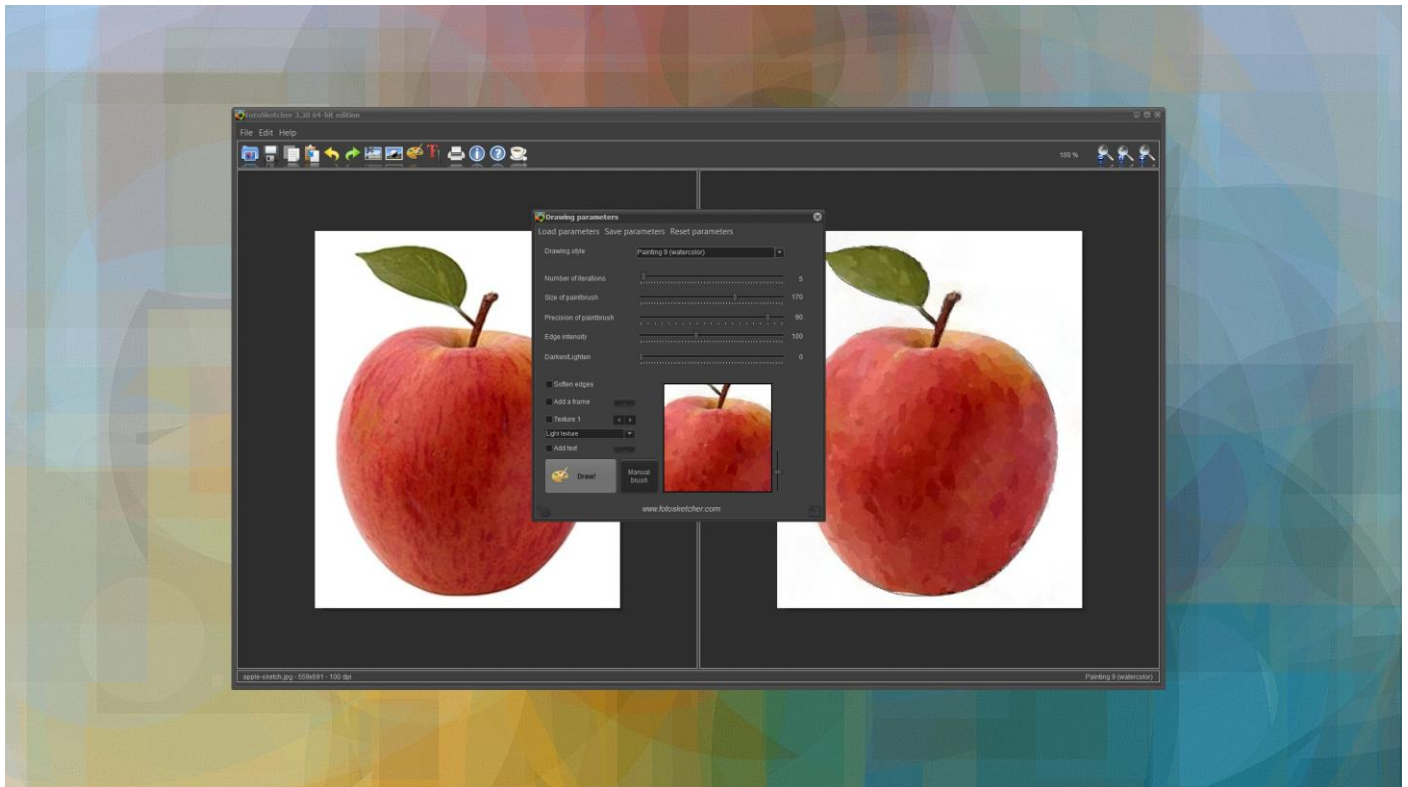 FotoSketcher 3.30 64-bit edition
File Edit Help
100 %
Drawing parameters
Load parameters Save parameters Reset parameters
Drawing style Painting 9 (watercolor)
Number of iterations 5
Size of paintbrush 170
Precision of paintbrush 90
Edge intensity 100
Darken/Lighten 0
Soften edges
Add a frame
Texture 1
Light texture
Add text
Draw!
Manual
brush
www.fotosketcher.com
apple-sketch.jpg - 559x691 - 100 dpi
Painting 9 (watercolor)